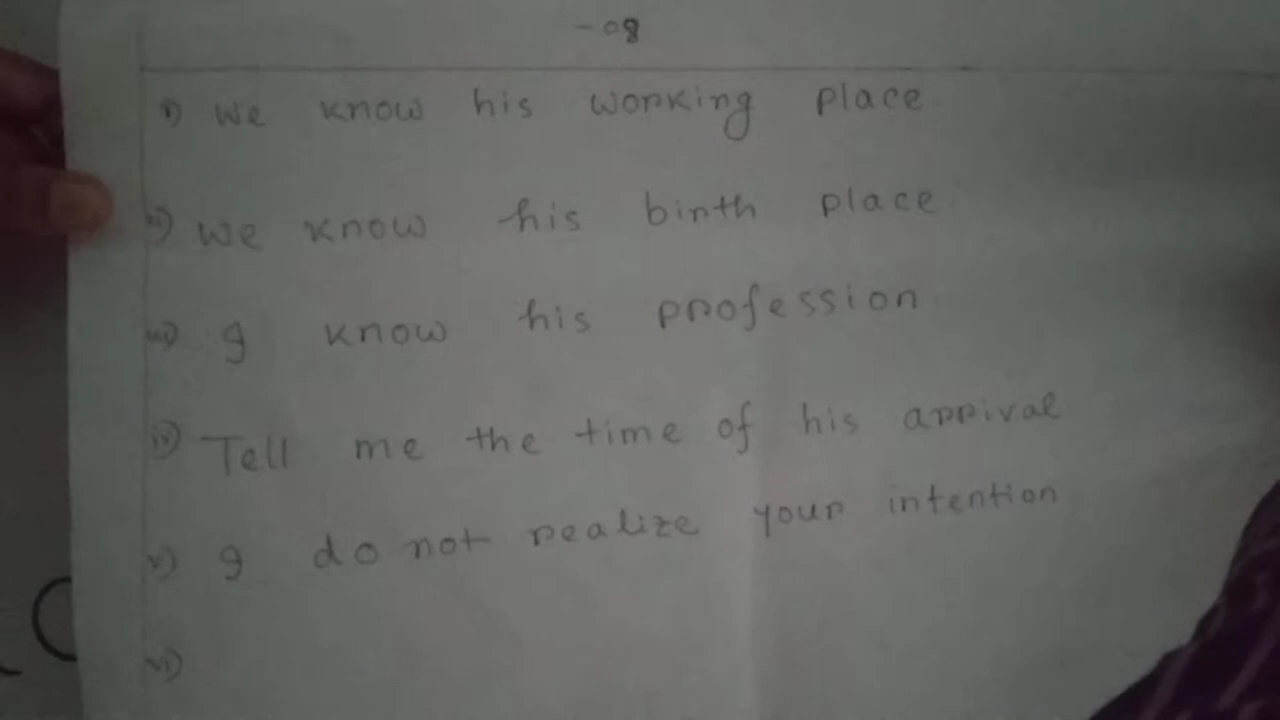 -08
i) We know his working place
ii) We know his birth place.
iii) I know his profession
iv) Tell me the time of his arrival
v) I do not realize your intention
vi)